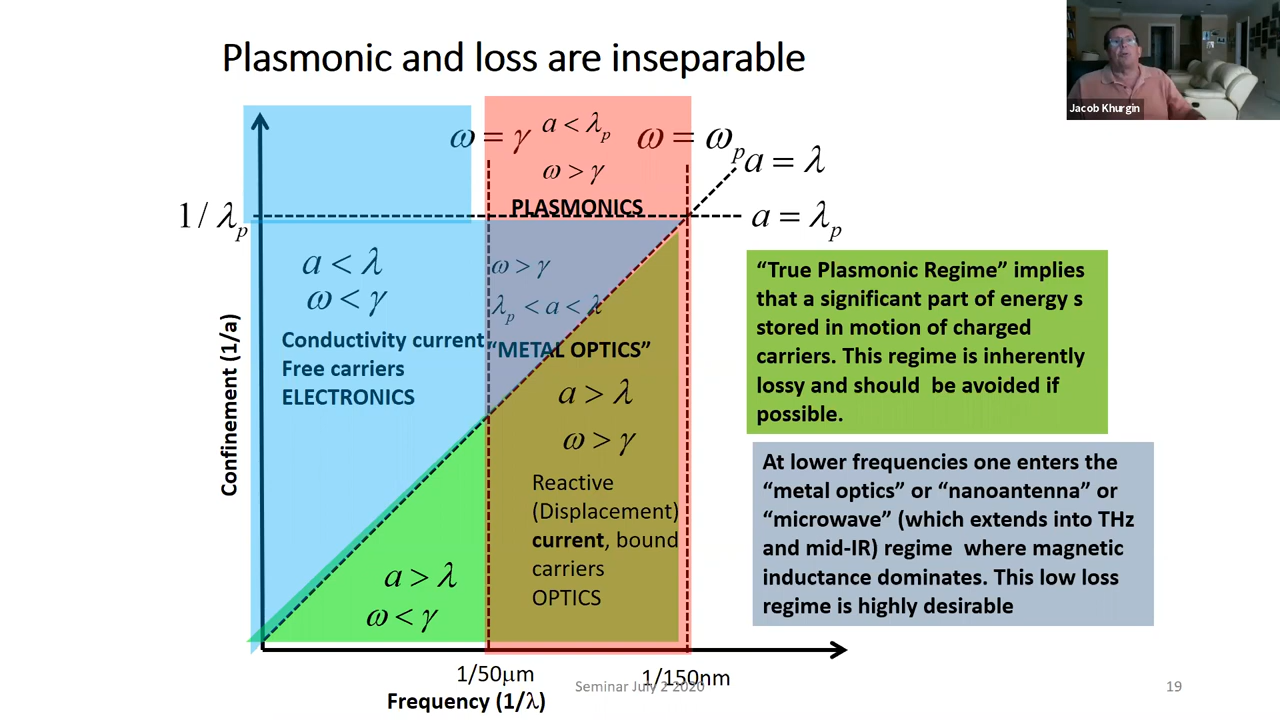 Plasmonic and loss are inseparable
Jacob Khurgin
ω = γ
a < λp
ω > γ
PLASMONICS
ω = ωp
a = λ
1/ λp
a = λp
a < λ
ω < γ
Conductivity current
Free carriers
ELECTRONICS
ω > γ
λp < a < λ
“METAL OPTICS”
a > λ
ω > γ
Reactive
(Displacement)
current, bound
carriers
OPTICS
a > λ
ω < γ
Confinement (1/a)
1/50μm
1/150nm
Frequency (1/λ)
“True Plasmonic Regime” implies
that a significant part of energy s
stored in motion of charged
carriers. This regime is inherently
lossy and should be avoided if
possible.
At lower frequencies one enters the
“metal optics” or “nanoantenna” or
“microwave” (which extends into THz
and mid-IR) regime where magnetic
inductance dominates. This low loss
regime is highly desirable
Seminar July 2 2020
19